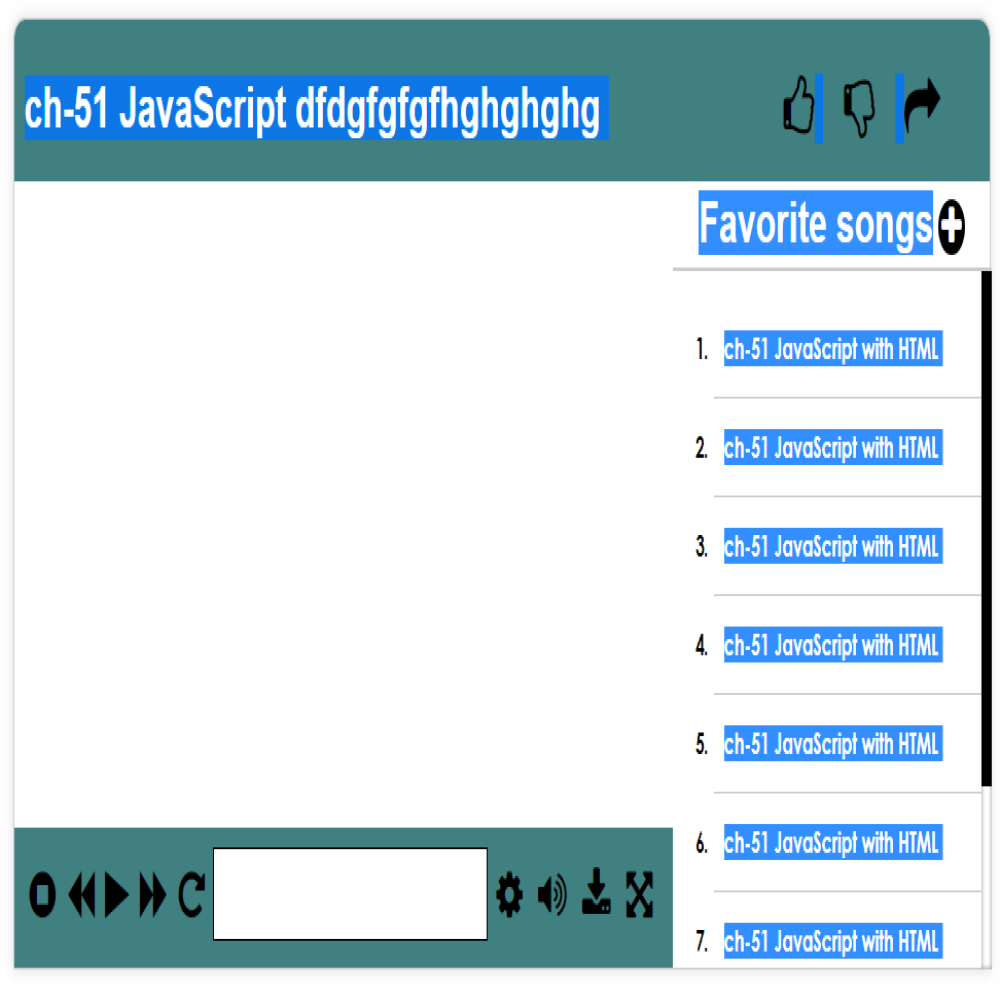 ch-51 JavaScript dfdgfgfgfhghghghg
Favorite songs
1. ch-51 JavaScript with HTML
2. ch-51 JavaScript with HTML
3. ch-51 JavaScript with HTML
4. ch-51 JavaScript with HTML
5. ch-51 JavaScript with HTML
6. ch-51 JavaScript with HTML
7. ch-51 JavaScript with HTML